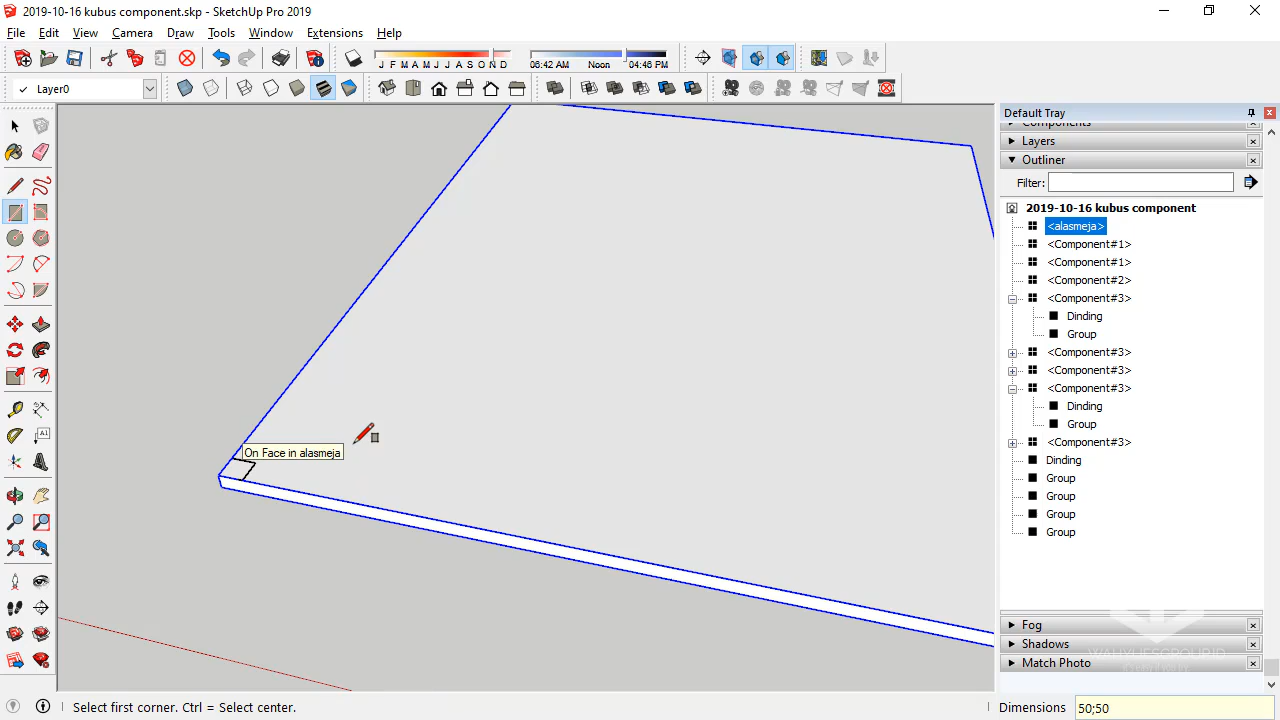 2019-10-16 kubus component.skp - SketchUp Pro 2019
File Edit View Camera Draw Tools Window Extensions Help
J F M A M J J A S O N D
06:42 AM Noon 04:46 PM
Layer0
Default Tray
Components
Layers
Outliner
Filter:
2019-10-16 kubus component
<alasmeja>
<Component#1>
<Component#1>
<Component#2>
<Component#3>
Dinding
Group
<Component#3>
<Component#3>
<Component#3>
Dinding
Group
<Component#3>
Dinding
Group
Group
Group
Group
On Face in alasmeja
Fog
Shadows
Match Photo
Select first corner. Ctrl = Select center.
Dimensions 50;50